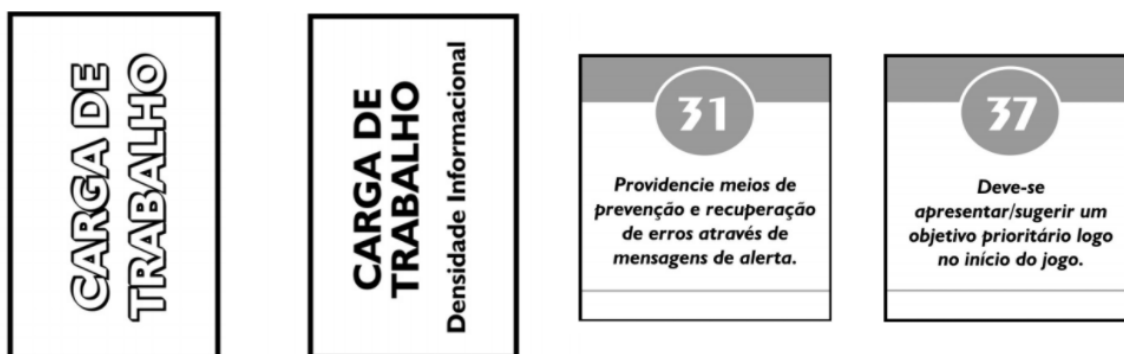 CARGA DE
TRABALHO
CARGA DE
TRABALHO
Densidade Informacional
31
Providencie meios de
prevenção e recuperação
de erros através de
mensagens de alerta.
37
Deve-se
apresentar/sugerir um
objetivo prioritário logo
no início do jogo.